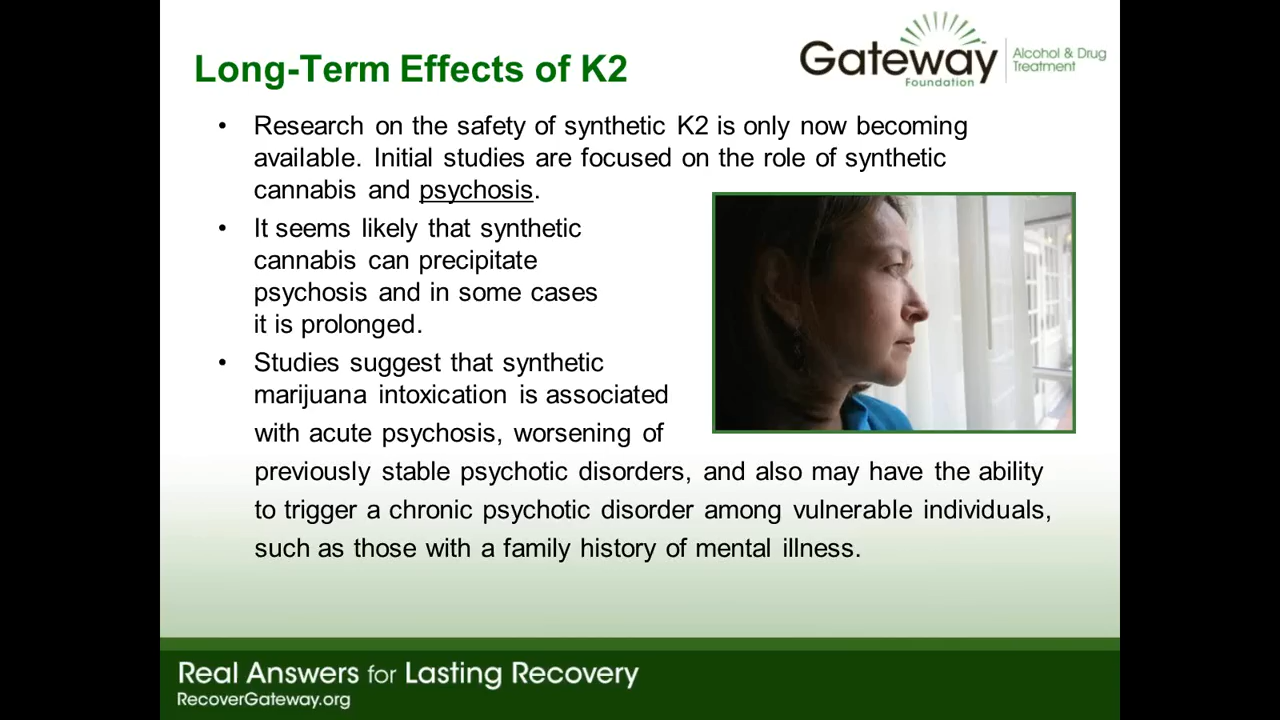 Long-Term Effects of K2
Gateway
Foundation
Alcohol & Drug
Treatment
• Research on the safety of synthetic K2 is only now becoming
available. Initial studies are focused on the role of synthetic
cannabis and psychosis.
• It seems likely that synthetic
cannabis can precipitate
psychosis and in some cases
it is prolonged.
• Studies suggest that synthetic
marijuana intoxication is associated
with acute psychosis, worsening of
previously stable psychotic disorders, and also may have the ability
to trigger a chronic psychotic disorder among vulnerable individuals,
such as those with a family history of mental illness.
Real Answers for Lasting Recovery
RecoverGateway.org